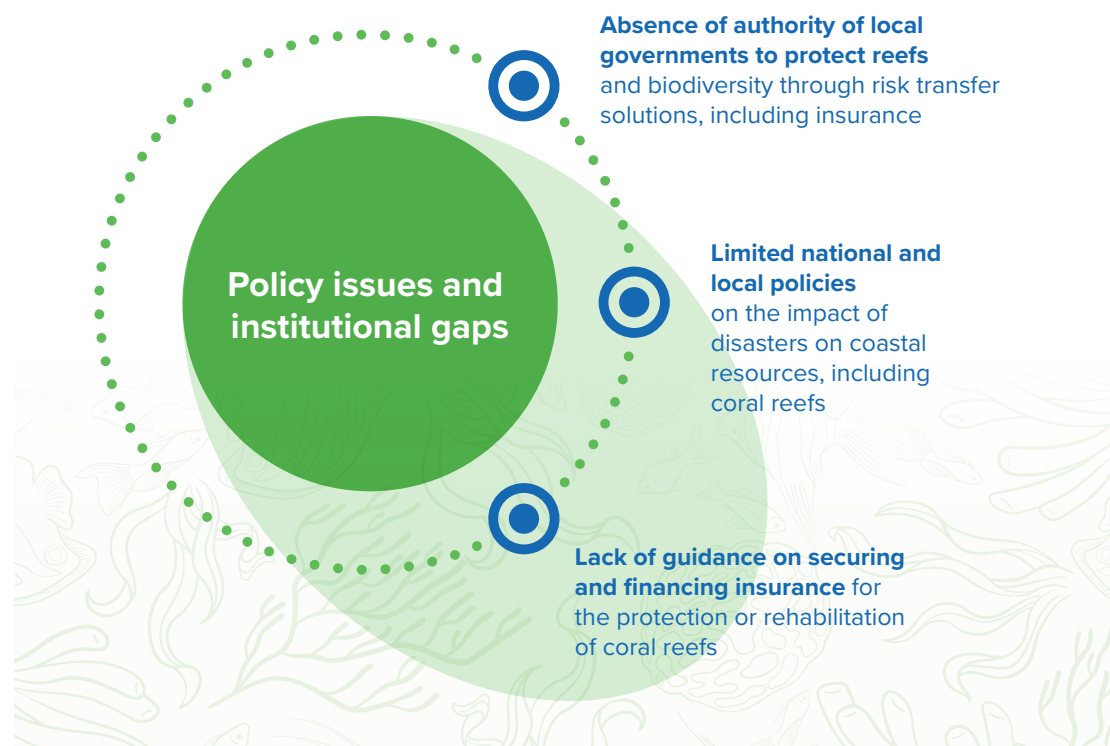 Absence of authority of local
governments to protect reefs
and biodiversity through risk transfer
solutions, including insurance
Policy issues and
institutional gaps
Limited national and
local policies
on the impact of
disasters on coastal
resources, including
coral reefs
Lack of guidance on securing
and financing insurance for
the protection or rehabilitation
of coral reefs